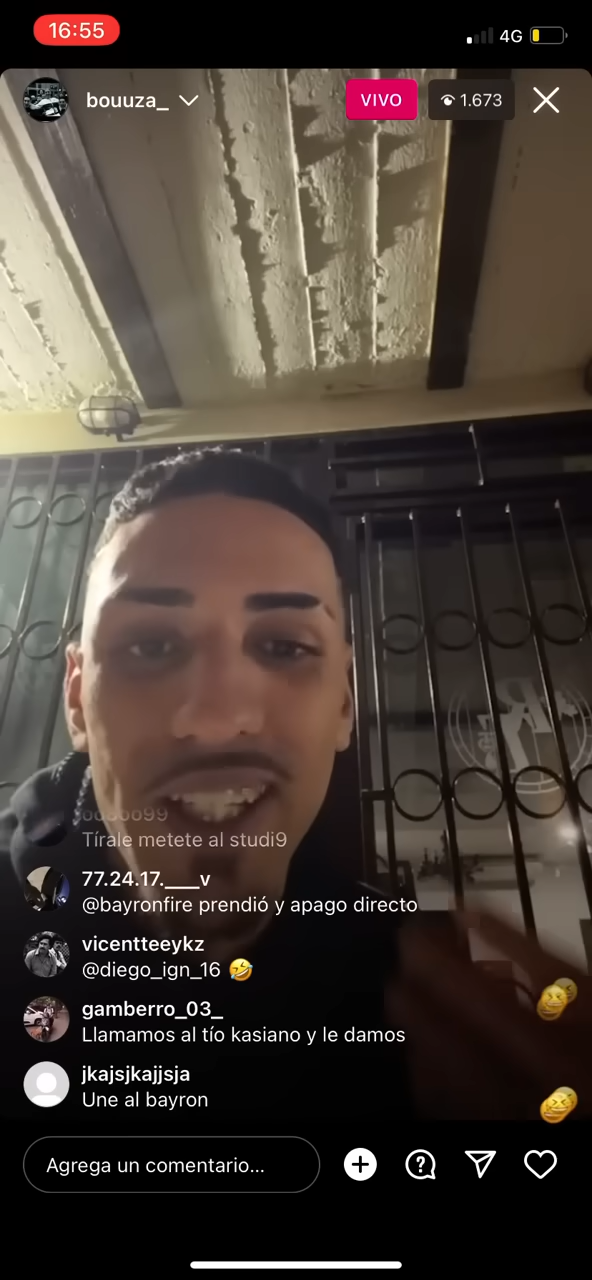 16:55
4G
bouuza_
VIVO
1.673
Tírale metete al studi9
77.24.17.___v
@bayronfire prendió y apago directo
vicentteeykz
@diego_ign_16 🤣
gamberro_03_
Llamamos al tío kasiano y le damos
jkajsjkajjsja
Une al bayron
Agrega un comentario...